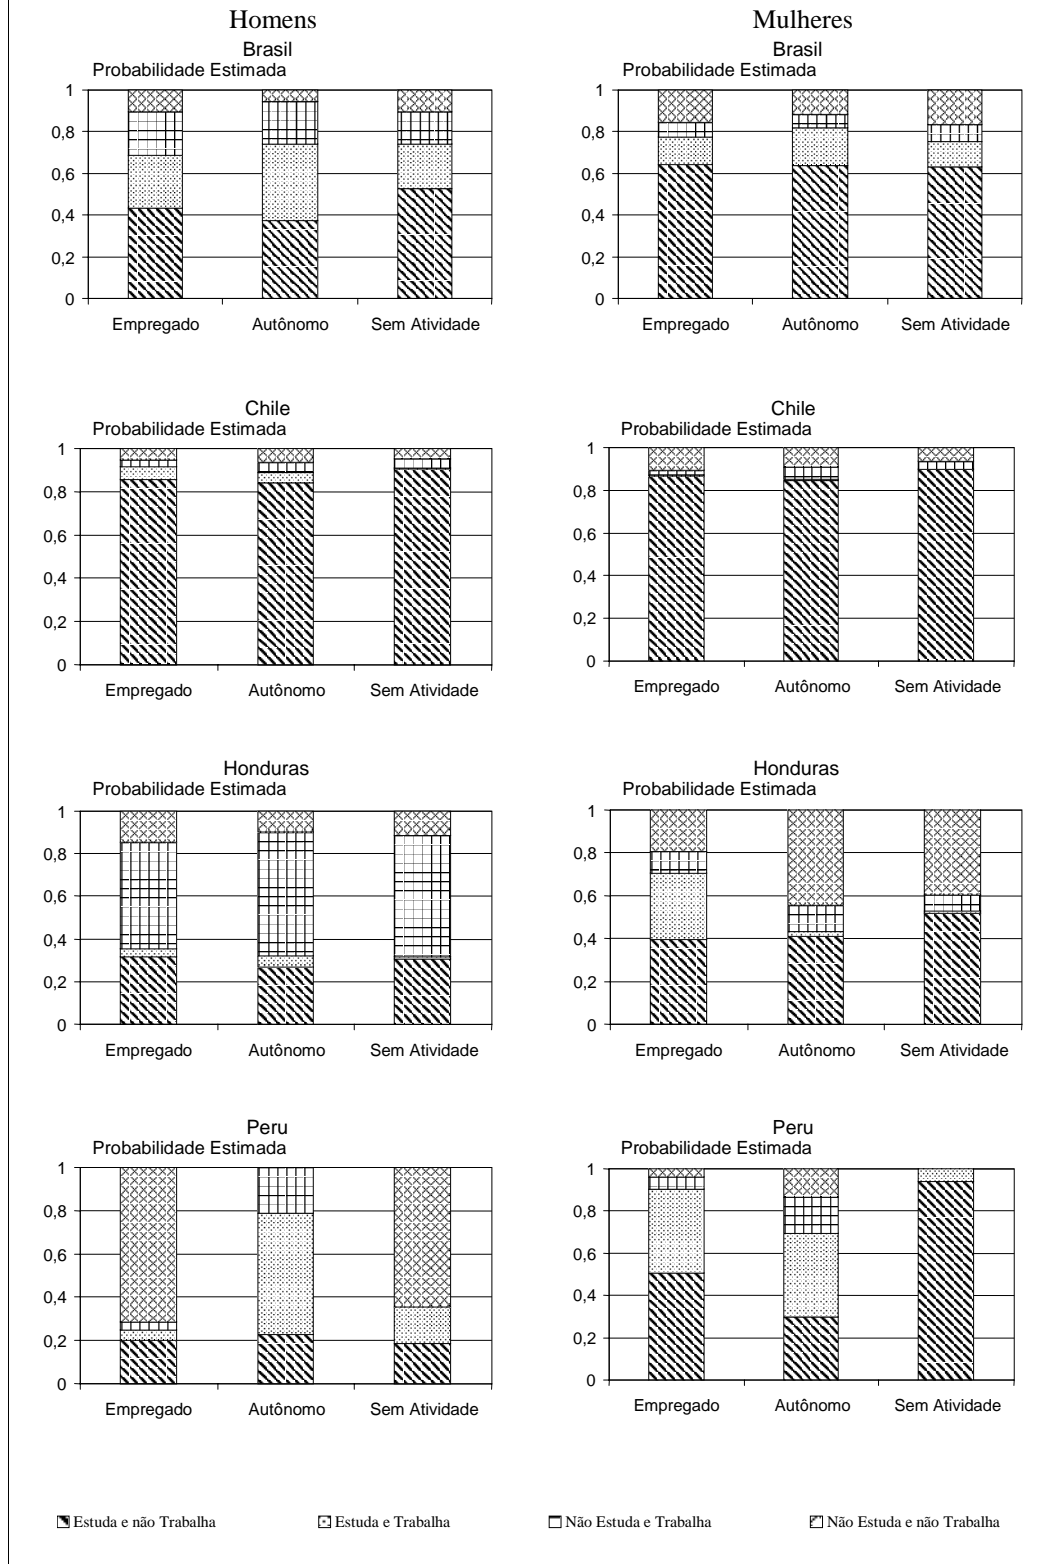 Homens
Mulheres
Brasil
Probabilidade Estimada
1
0,8
0,6
0,4
0,2
0
Empregado Autônomo Sem Atividade
Brasil
Probabilidade Estimada
1
0,8
0,6
0,4
0,2
0
Empregado Autônomo Sem Atividade
Chile
Probabilidade Estimada
1
0,8
0,6
0,4
0,2
0
Empregado Autônomo Sem Atividade
Chile
Probabilidade Estimada
1
0,8
0,6
0,4
0,2
0
Empregado Autônomo Sem Atividade
Honduras
Probabilidade Estimada
1
0,8
0,6
0,4
0,2
0
Empregado Autônomo Sem Atividade
Honduras
Probabilidade Estimada
1
0,8
0,6
0,4
0,2
0
Empregado Autônomo Sem Atividade
Peru
Probabilidade Estimada
1
0,8
0,6
0,4
0,2
0
Empregado Autônomo Sem Atividade
Peru
Probabilidade Estimada
1
0,8
0,6
0,4
0,2
0
Empregado Autônomo Sem Atividade
Estuda e não Trabalha Estuda e Trabalha Não Estuda e Trabalha Não Estuda e não Trabalha